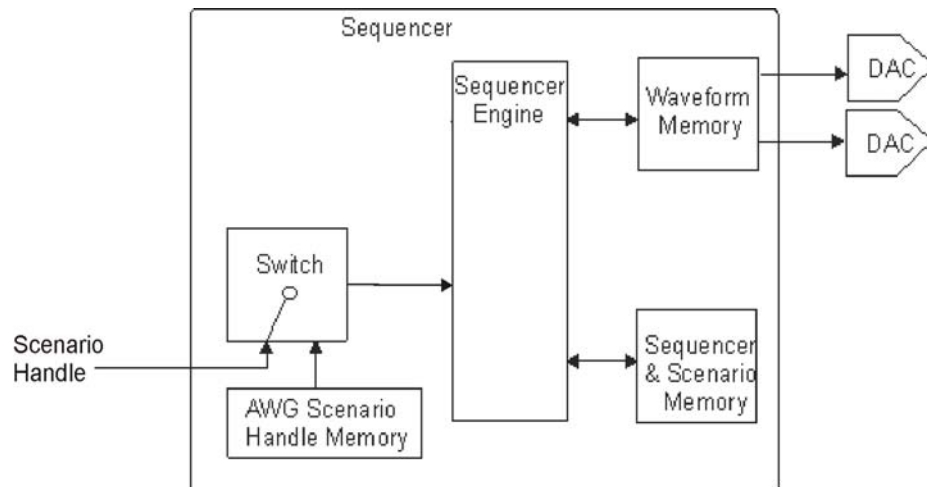 Sequencer
Sequencer
Engine
Waveform
Memory
DAC
DAC
Switch
Scenario
Handle
AWG Scenario
Handle Memory
Sequencer
& Scenario
Memory